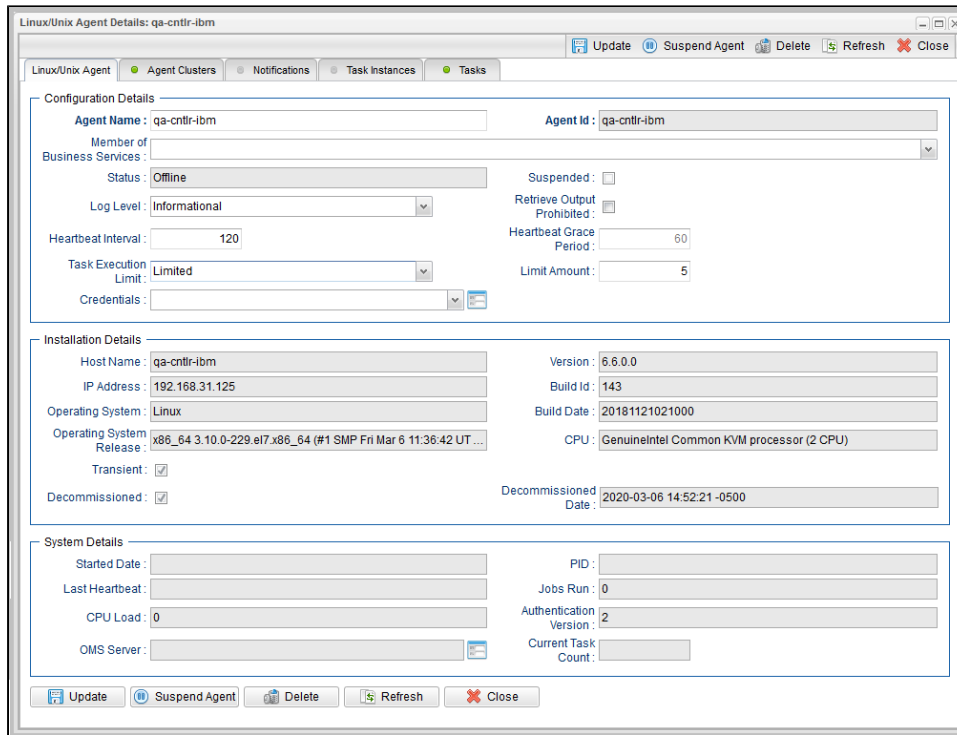 Linux/Unix Agent Details: qa-cntlr-ibm
Update Suspend Agent Delete Refresh Close
Linux/Unix Agent Agent Clusters Notifications Task Instances Tasks
Configuration Details
Agent Name : qa-cntlr-ibm Agent Id : qa-cntlr-ibm
Member of
Business Services :
Status : Offline Suspended :
Log Level : Informational Retrieve Output
Prohibited :
Heartbeat Interval : 120 Heartbeat Grace
Period : 60
Task Execution
Limit : Limited Limit Amount : 5
Credentials :
Installation Details
Host Name : qa-cntlr-ibm Version : 6.6.0.0
IP Address : 192.168.31.125 Build Id : 143
Operating System : Linux Build Date : 20181121021000
Operating System
Release : x86_64 3.10.0-229.el7.x86_64 (#1 SMP Fri Mar 6 11:36:42 UT ... CPU : GenuineIntel Common KVM processor (2 CPU)
Transient :
Decommissioned : Decommissioned
Date : 2020-03-06 14:52:21 -0500
System Details
Started Date : PID :
Last Heartbeat : Jobs Run : 0
CPU Load : 0 Authentication
Version : 2
OMS Server : Current Task
Count :
Update Suspend Agent Delete Refresh Close